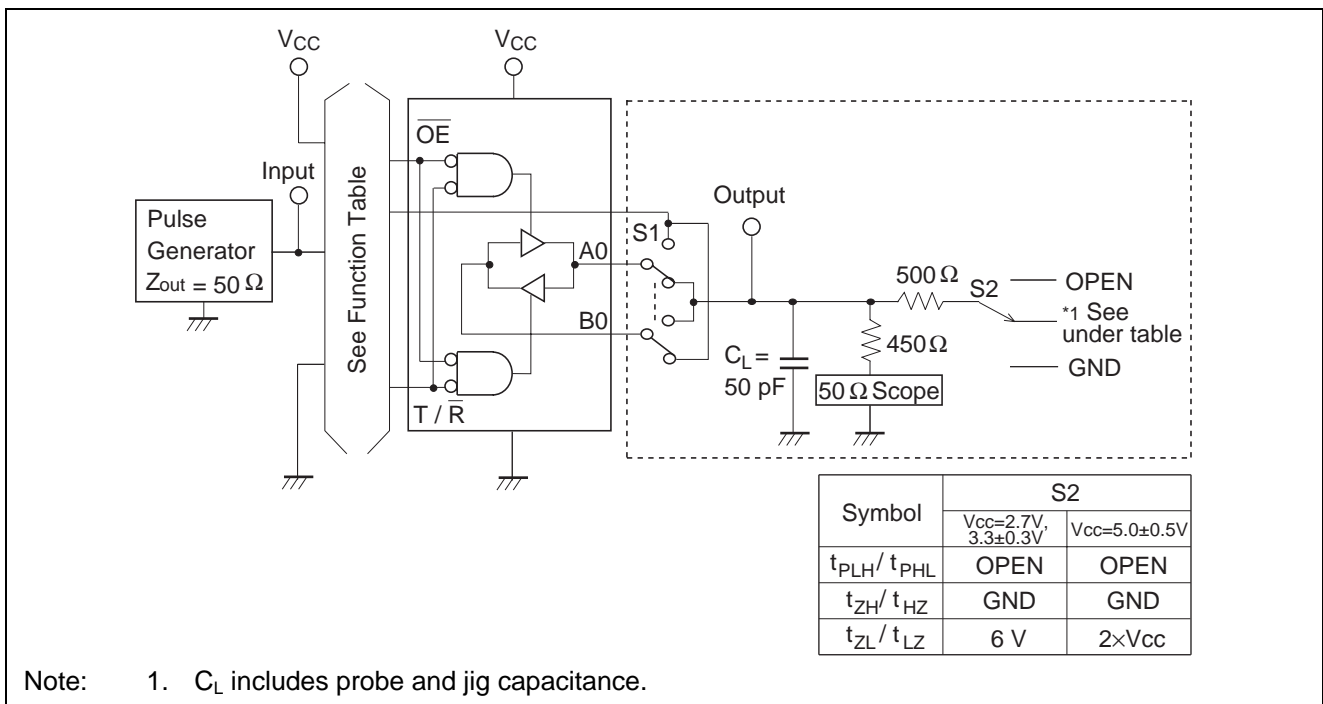 VCC
VCC
Input
Pulse
Generator
Zout = 50 Ω
See Function Table
OE
T / R
A0
B0
S1
Output
CL =
50 pF
500 Ω
450 Ω
50 Ω Scope
S2
OPEN
*1 See
under table
GND
Symbol
S2
Vcc=2.7V,
3.3±0.3V
Vcc=5.0±0.5V
tPLH / tPHL
OPEN
OPEN
tZH / tHZ
GND
GND
tZL / tLZ
6 V
2×Vcc
Note: 1. CL includes probe and jig capacitance.